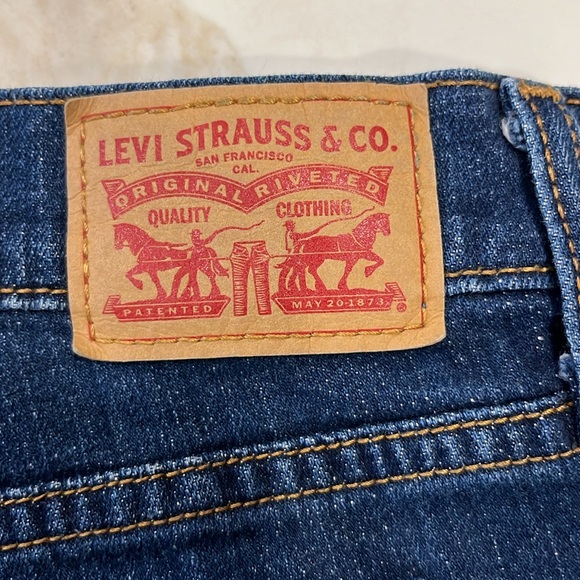 LEVI STRAUSS & CO.
SAN FRANCISCO
CAL.
ORIGINAL RIVETED
QUALITY CLOTHING
PATENTED MAY 20-1873
®